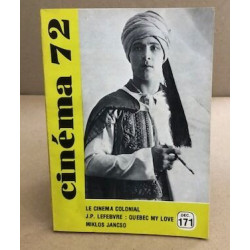 cinéma 72
LE CINEMA COLONIAL
J.P. LEFEBVRE : QUEBEC MY LOVE
MIKLOS JANCSO
DEC.
171